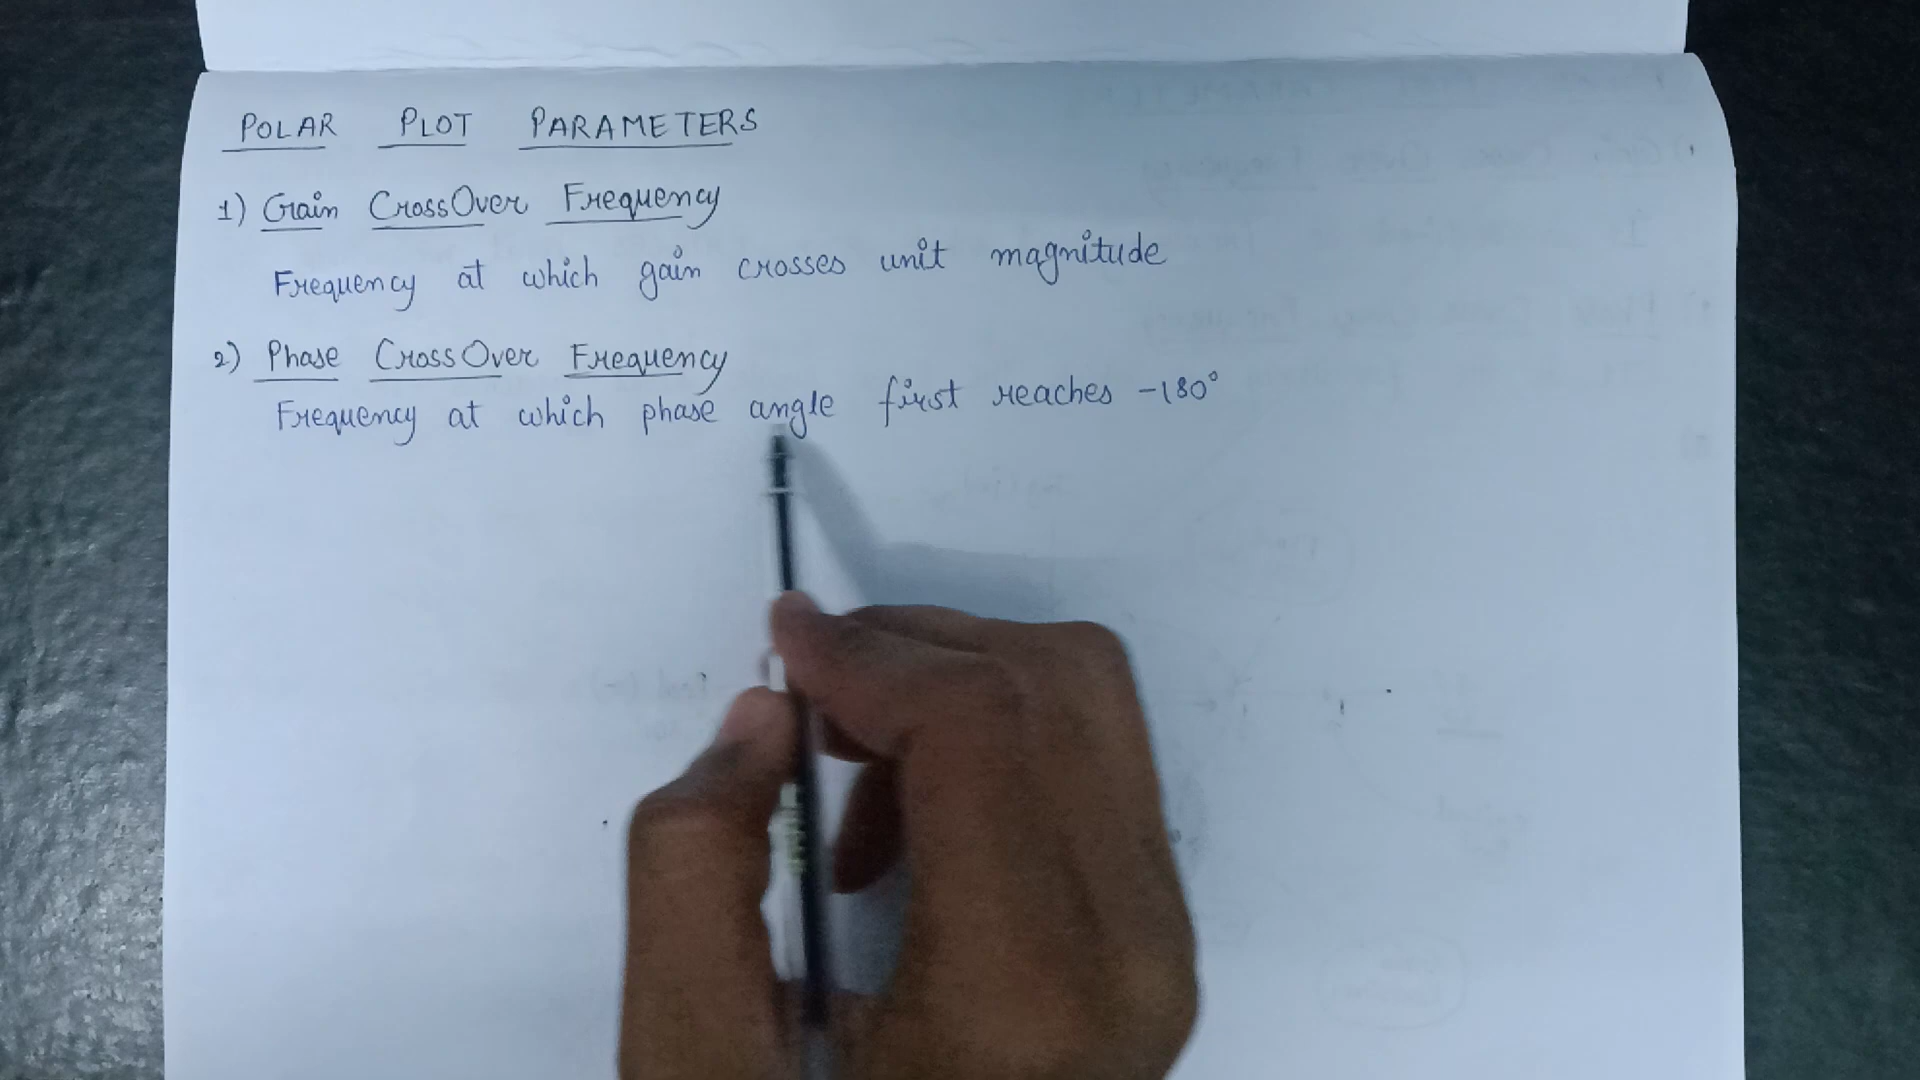 POLAR PLOT PARAMETERS
1) Gain CrossOver Frequency
Frequency at which gain crosses unit magnitude
2) Phase CrossOver Frequency
Frequency at which phase angle first reaches -180°